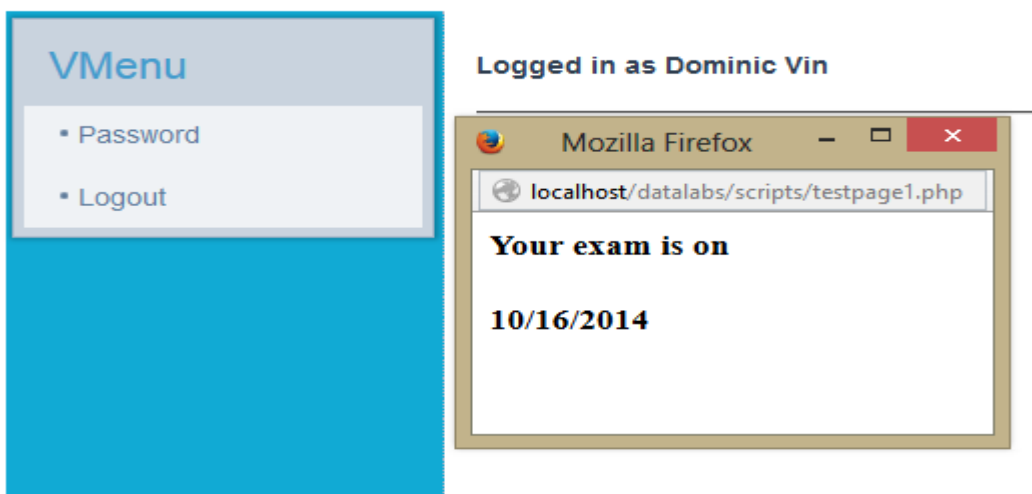 VMenu
• Password
• Logout
Logged in as Dominic Vin
Mozilla Firefox
localhost/datalabs/scripts/testpage1.php
Your exam is on
10/16/2014